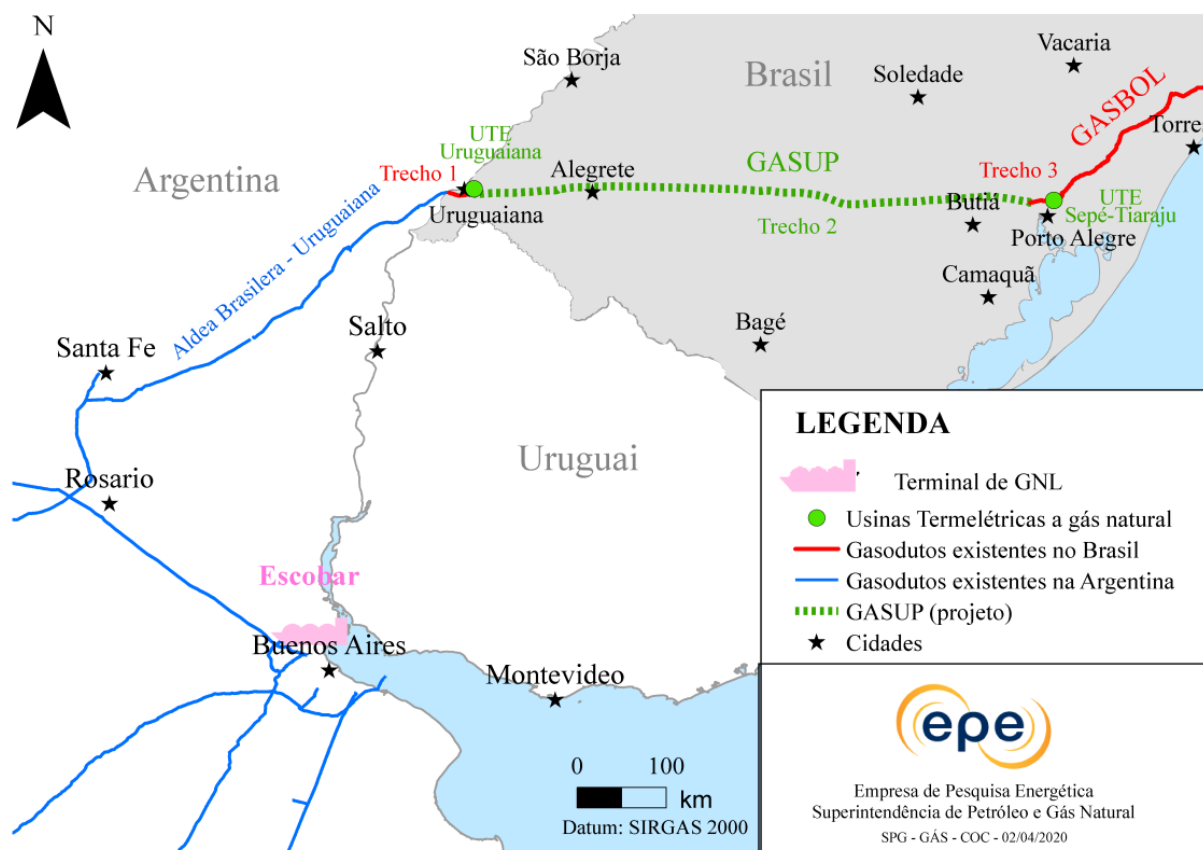 N
São Borja
Vacaria
Brasil
Soledade
GASBOL
Torre
UTE
Uruguaiana
Argentina
Trecho 1
Alegrete
GASUP
Trecho 3
Uruguaiana
Trecho 2
Butiá
UTE
Sepé-Tiaraju
Porto Alegre
Aldea Brasilera - Uruguaiana
Camaquã
Salto
Bagé
Santa Fe
Uruguai
Rosario
Escobar
Buenos Aires
Montevideo
0 100
km
Datum: SIRGAS 2000
LEGENDA
Terminal de GNL
Usinas Termelétricas a gás natural
Gasodutos existentes no Brasil
Gasodutos existentes na Argentina
GASUP (projeto)
Cidades
epe
Empresa de Pesquisa Energética
Superintendência de Petróleo e Gás Natural
SPG - GÁS - COC - 02/04/2020